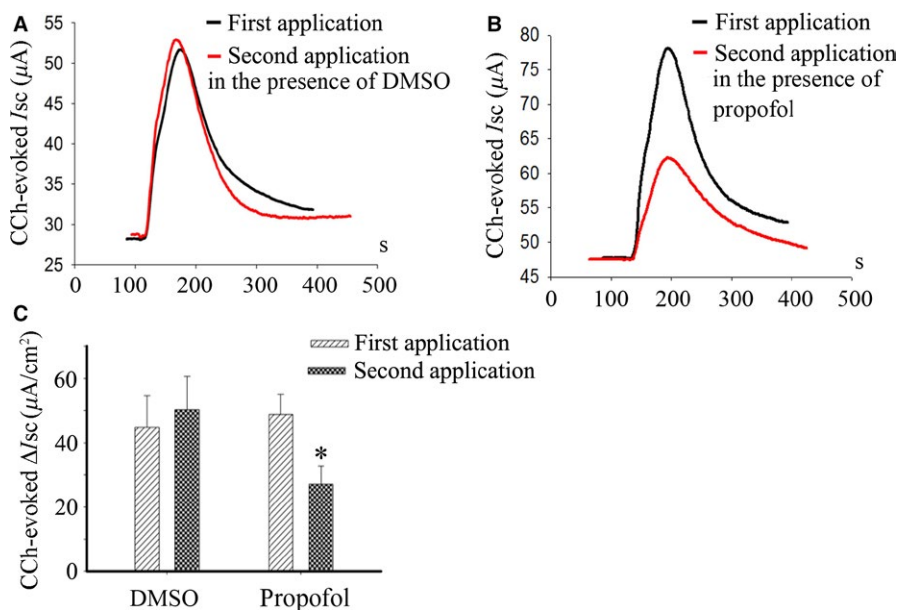 A
CCh-evoked Isc (μA)
55
50
45
40
35
30
25
0
100
200
300
400
500
s
First application
Second application
in the presence of DMSO
B
CCh-evoked Isc (μA)
80
75
70
65
60
55
50
45
0
100
200
300
400
500
s
First application
Second application
in the presence of
propofol
C
CCh-evoked ΔIsc (μA/cm²)
60
40
20
0
First application
Second application
*
DMSO
Propofol